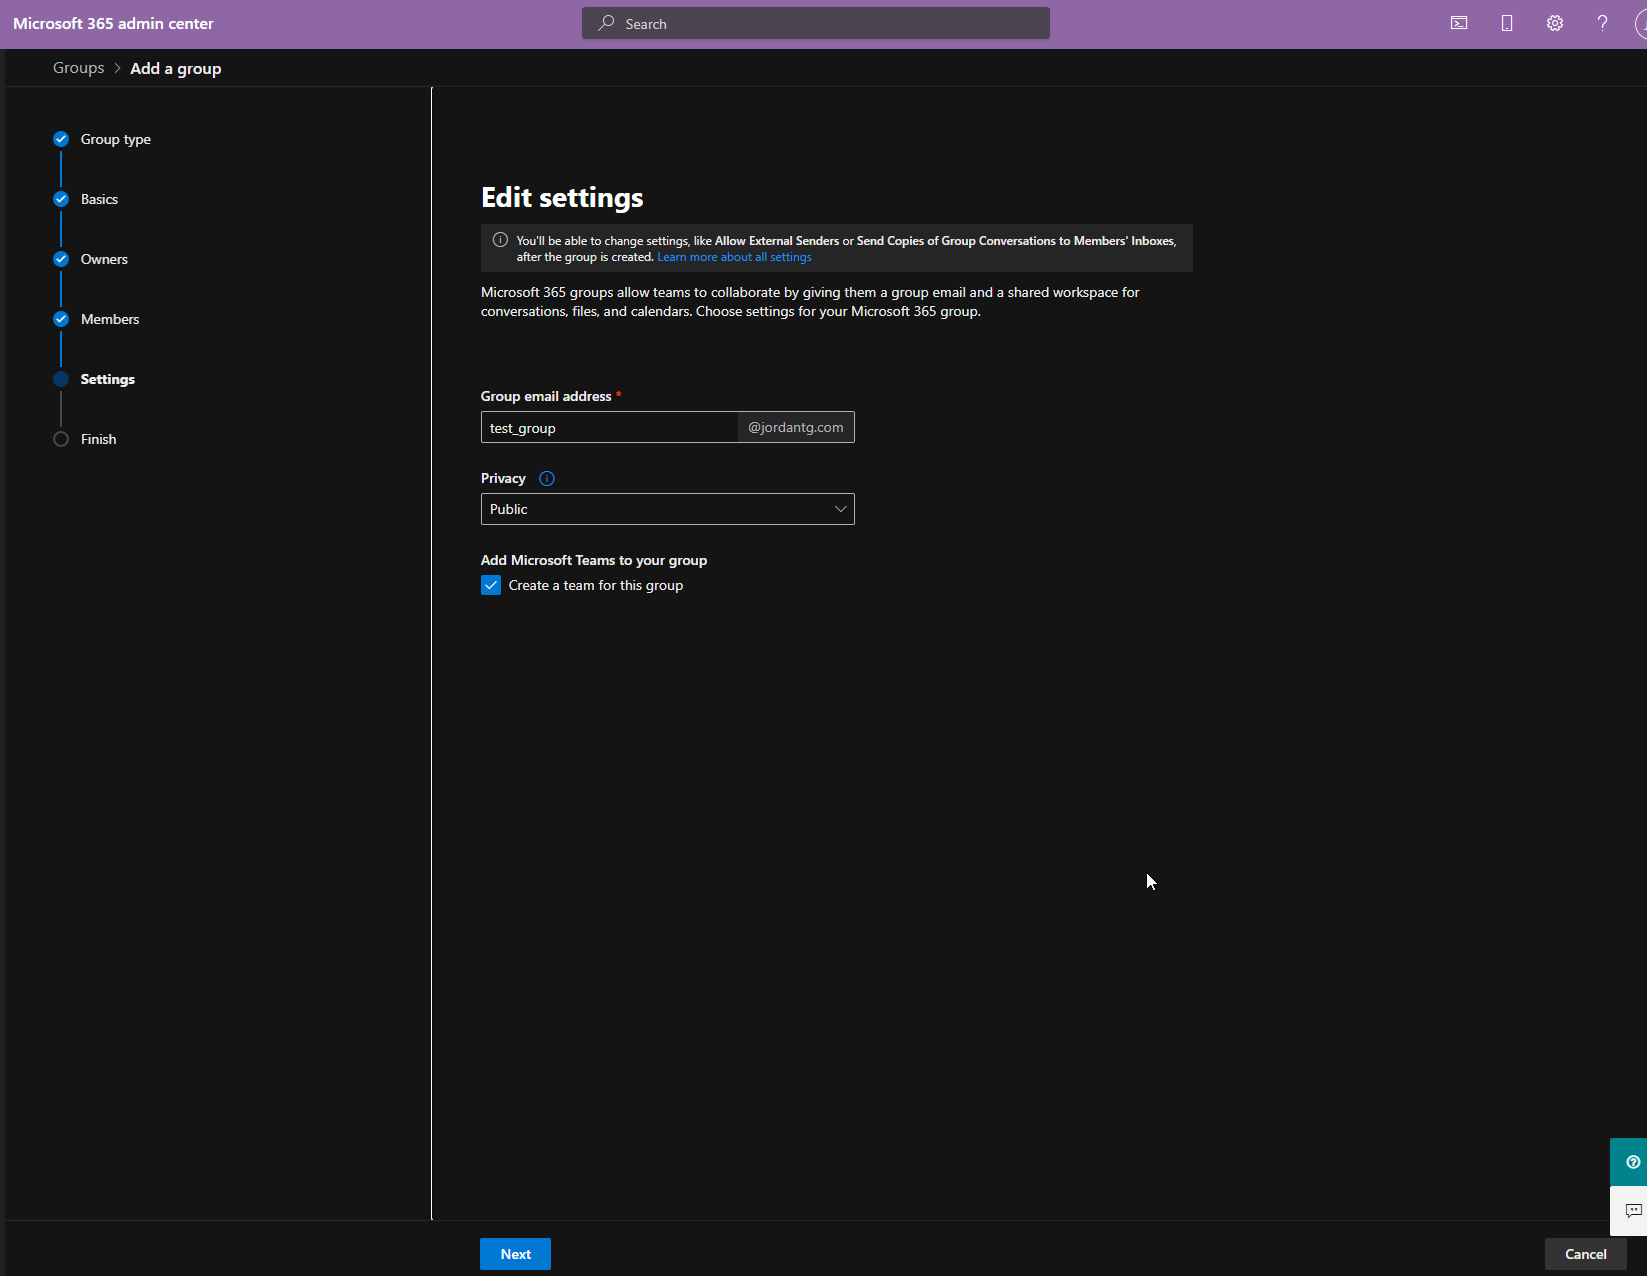 Microsoft 365 admin center
Search
Groups > Add a group
Group type
Basics
Owners
Members
Settings
Finish
Edit settings
You'll be able to change settings, like Allow External Senders or Send Copies of Group Conversations to Members' Inboxes,
after the group is created. Learn more about all settings
Microsoft 365 groups allow teams to collaborate by giving them a group email and a shared workspace for
conversations, files, and calendars. Choose settings for your Microsoft 365 group.
Group email address *
test_group @jordantg.com
Privacy
Public
Add Microsoft Teams to your group
Create a team for this group
Next
Cancel